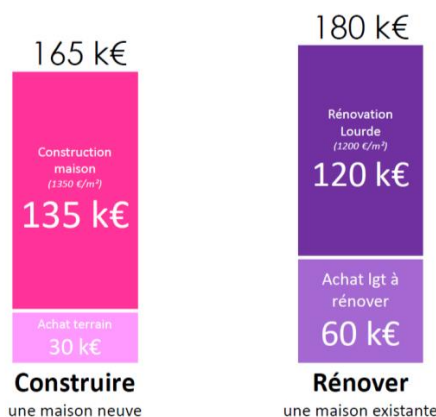 165 k€
Construction
maison
(1350 €/m²)
135 k€
Achat terrain
30 k€
Construire
une maison neuve
180 k€
Rénovation
Lourde
(1200 €/m²)
120 k€
Achat lgt à
rénover
60 k€
Rénover
une maison existante